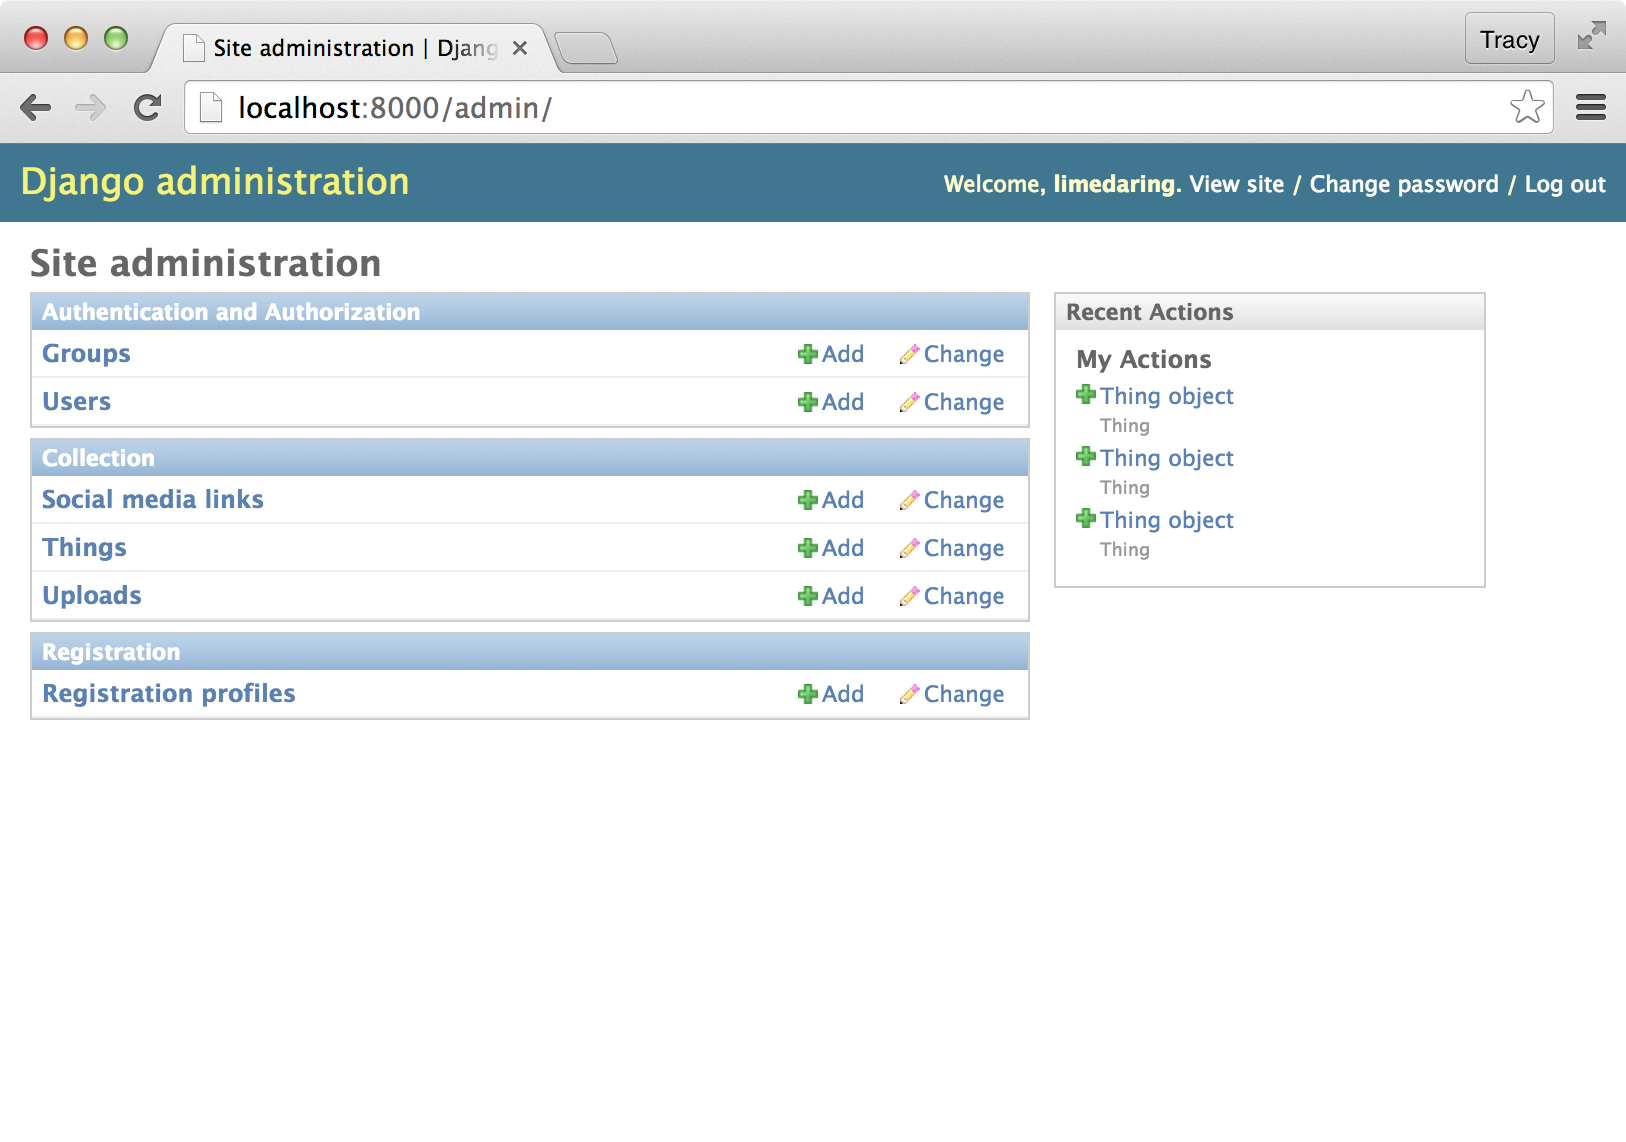 Site administration | Djang
Tracy
localhost:8000/admin/
Django administration
Welcome, limedaring. View site / Change password / Log out
Site administration
Authentication and Authorization
Groups Add Change
Users Add Change
Collection
Social media links Add Change
Things Add Change
Uploads Add Change
Registration
Registration profiles Add Change
Recent Actions
My Actions
Thing object
Thing
Thing object
Thing
Thing object
Thing